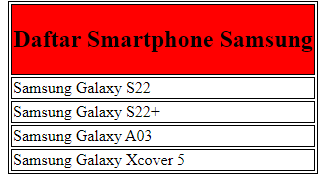 Daftar Smartphone Samsung
Samsung Galaxy S22
Samsung Galaxy S22+
Samsung Galaxy A03
Samsung Galaxy Xcover 5